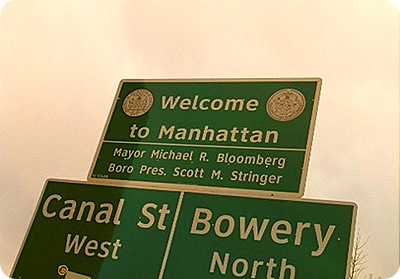 Welcome
to Manhattan
Mayor Michael R. Bloomberg
Boro Pres. Scott M. Stringer
Canal St
West
Bowery
North